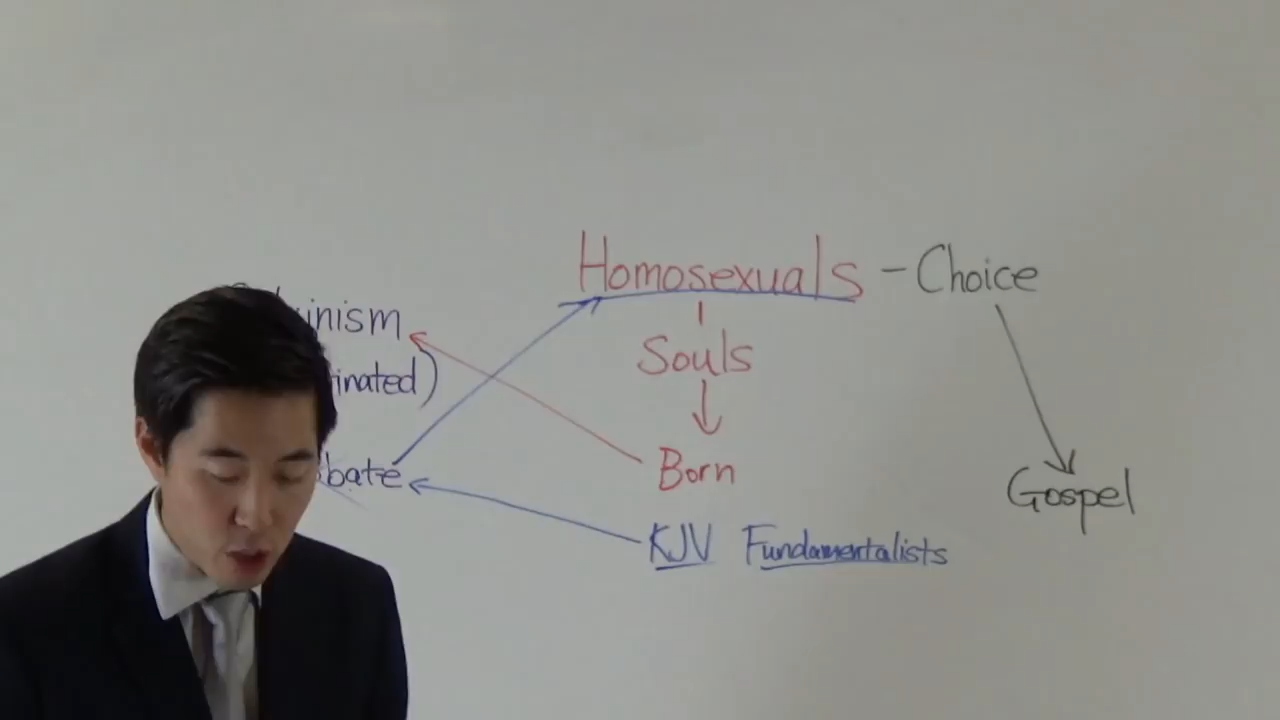 Homosexuals - Choice
inism
Souls
inated)
Born
bate
Gospel
KJV Fundamentalists